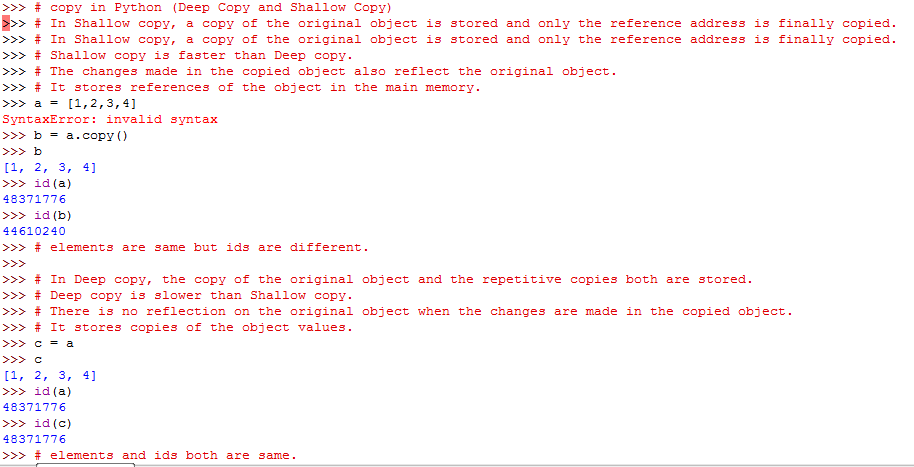 >>> # copy in Python (Deep Copy and Shallow Copy)
>>> # In Shallow copy, a copy of the original object is stored and only the reference address is finally copied.
>>> # In Shallow copy, a copy of the original object is stored and only the reference address is finally copied.
>>> # Shallow copy is faster than Deep copy.
>>> # The changes made in the copied object also reflect the original object.
>>> # It stores references of the object in the main memory.
>>> a = [1,2,3,4]
SyntaxError: invalid syntax
>>> b = a.copy()
>>> b
[1, 2, 3, 4]
>>> id(a)
48371776
>>> id(b)
44610240
>>> # elements are same but ids are different.
>>>
>>> # In Deep copy, the copy of the original object and the repetitive copies both are stored.
>>> # Deep copy is slower than Shallow copy.
>>> # There is no reflection on the original object when the changes are made in the copied object.
>>> # It stores copies of the object values.
>>> c = a
>>> c
[1, 2, 3, 4]
>>> id(a)
48371776
>>> id(c)
48371776
>>> # elements and ids both are same.